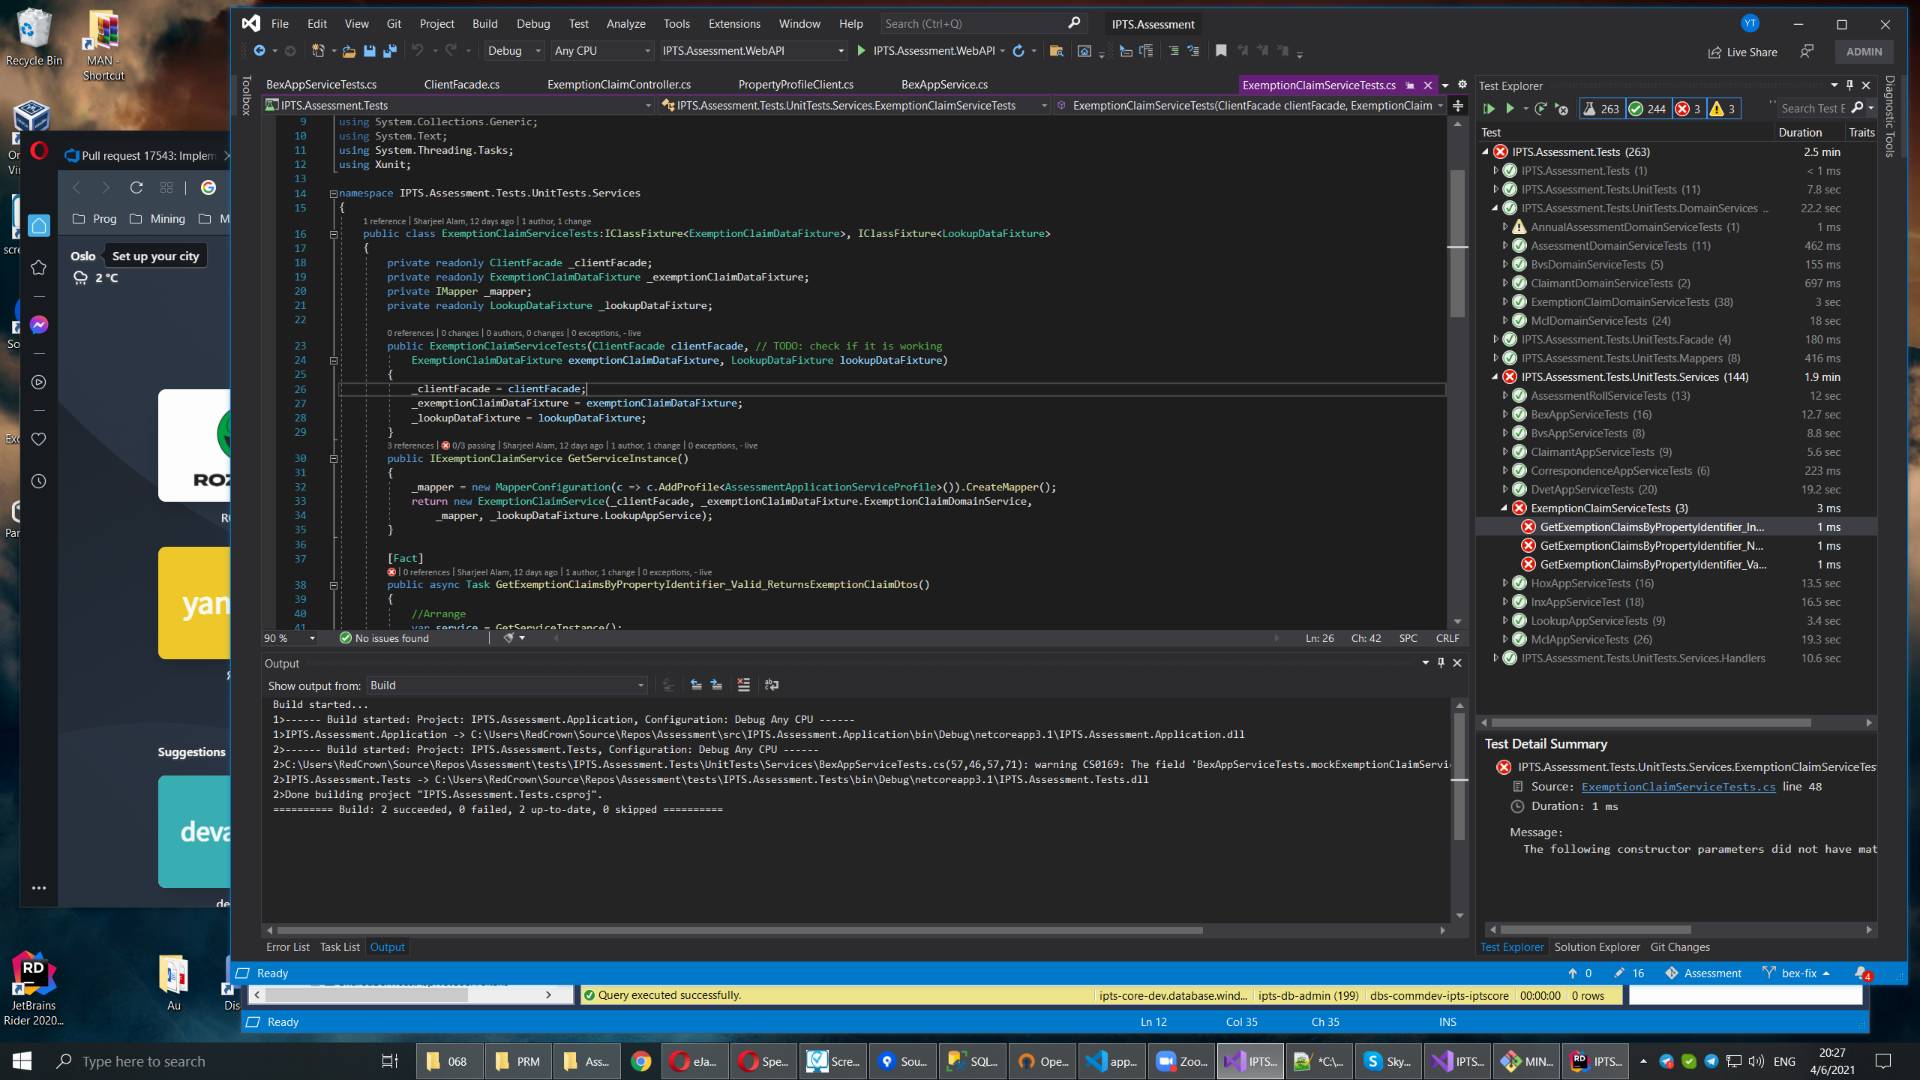 Recycle Bin
MAN -
Shortcut
File Edit View Git Project Build Debug Test Analyze Tools Extensions Window Help
Search (Ctrl+Q)
IPTS.Assessment
YT
Debug
Any CPU
IPTS.Assessment.WebAPI
IPTS.Assessment.WebAPI
Live Share
ADMIN
BexAppServiceTests.cs
ClientFacade.cs
ExemptionClaimController.cs
PropertyProfileClient.cs
BexAppService.cs
ExemptionClaimServiceTests.cs
Toolbox
IPTS.Assessment.Tests
IPTS.Assessment.Tests.UnitTests.Services.ExemptionClaimServiceTests
ExemptionClaimServiceTests(ClientFacade clientFacade, ExemptionClaim
9 using System.Collections.Generic;
10 using System.Text;
11 using System.Threading.Tasks;
12 using Xunit;
13
14 namespace IPTS.Assessment.Tests.UnitTests.Services
15 {
1 reference | Sharjeel Alam, 12 days ago | 1 author, 1 change
16 public class ExemptionClaimServiceTests:IClassFixture<ExemptionClaimDataFixture>, IClassFixture<LookupDataFixture>
17 {
18 private readonly ClientFacade _clientFacade;
19 private readonly ExemptionClaimDataFixture _exemptionClaimDataFixture;
20 private IMapper _mapper;
21 private readonly LookupDataFixture _lookupDataFixture;
22
0 references | 0 changes | 0 authors, 0 changes | 0 exceptions, - live
23 public ExemptionClaimServiceTests(ClientFacade clientFacade, // TODO: check if it is working
24 ExemptionClaimDataFixture exemptionClaimDataFixture, LookupDataFixture lookupDataFixture)
25 {
26 _clientFacade = clientFacade;
27 _exemptionClaimDataFixture = exemptionClaimDataFixture;
28 _lookupDataFixture = lookupDataFixture;
29 }
3 references | 0/3 passing | Sharjeel Alam, 12 days ago | 1 author, 1 change | 0 exceptions, - live
30 public IExemptionClaimService GetServiceInstance()
31 {
32 _mapper = new MapperConfiguration(c => c.AddProfile<AssessmentApplicationServiceProfile>()).CreateMapper();
33 return new ExemptionClaimService(_clientFacade, _exemptionClaimDataFixture.ExemptionClaimDomainService,
34 _mapper, _lookupDataFixture.LookupAppService);
35 }
36
37 [Fact]
| 0 references | Sharjeel Alam, 12 days ago | 1 author, 1 change | 0 exceptions, - live
38 public async Task GetExemptionClaimsByPropertyIdentifier_Valid_ReturnsExemptionClaimDtos()
39 {
40 //Arrange
41 var service = GetServiceInstance();
90 %
No issues found
Ln: 26 Ch: 42 SPC CRLF
Output
Show output from: Build
Build started...
1>------ Build started: Project: IPTS.Assessment.Application, Configuration: Debug Any CPU ------
1>IPTS.Assessment.Application -> C:\Users\RedCrown\Source\Repos\Assessment\src\IPTS.Assessment.Application\bin\Debug\netcoreapp3.1\IPTS.Assessment.Application.dll
2>------ Build started: Project: IPTS.Assessment.Tests, Configuration: Debug Any CPU ------
2>C:\Users\RedCrown\Source\Repos\Assessment\tests\IPTS.Assessment.Tests\UnitTests\Services\BexAppServiceTests.cs(57,46,57,71): warning CS0169: The field 'BexAppServiceTests.mockExemptionClaimServi
2>IPTS.Assessment.Tests -> C:\Users\RedCrown\Source\Repos\Assessment\tests\IPTS.Assessment.Tests\bin\Debug\netcoreapp3.1\IPTS.Assessment.Tests.dll
2>Done building project "IPTS.Assessment.Tests.csproj".
========== Build: 2 succeeded, 0 failed, 2 up-to-date, 0 skipped ==========
Error List Task List Output
Test Explorer
263 244 3 3
Search Test E
Test Duration Traits
IPTS.Assessment.Tests (263) 2.5 min
IPTS.Assessment.Tests (1) < 1 ms
IPTS.Assessment.Tests.UnitTests (11) 7.8 sec
IPTS.Assessment.Tests.UnitTests.DomainServices ... 22.2 sec
AnnualAssessmentDomainServiceTests (1) 1 ms
AssessmentDomainServiceTests (11) 462 ms
BvsDomainServiceTests (5) 155 ms
ClaimantDomainServiceTests (2) 697 ms
ExemptionClaimDomainServiceTests (38) 3 sec
MclDomainServiceTests (24) 18 sec
IPTS.Assessment.Tests.UnitTests.Facade (4) 180 ms
IPTS.Assessment.Tests.UnitTests.Mappers (8) 416 ms
IPTS.Assessment.Tests.UnitTests.Services (144) 1.9 min
AssessmentRollServiceTests (13) 12 sec
BexAppServiceTests (16) 12.7 sec
BvsAppServiceTests (8) 8.8 sec
ClaimantAppServiceTests (9) 5.6 sec
CorrespondenceAppServiceTests (6) 223 ms
DvetAppServiceTests (20) 19.2 sec
ExemptionClaimServiceTests (3) 3 ms
GetExemptionClaimsByPropertyIdentifier_In... 1 ms
GetExemptionClaimsByPropertyIdentifier_N... 1 ms
GetExemptionClaimsByPropertyIdentifier_Va... 1 ms
HoxAppServiceTests (16) 13.5 sec
InxAppServiceTest (18) 16.5 sec
LookupAppServiceTests (9) 3.4 sec
MclAppServiceTests (26) 19.3 sec
IPTS.Assessment.Tests.UnitTests.Services.Handlers 10.6 sec
Test Detail Summary
IPTS.Assessment.Tests.UnitTests.Services.ExemptionClaimServiceTes
Source: ExemptionClaimServiceTests.cs line 48
Duration: 1 ms
Message:
The following constructor parameters did not have mat
Test Explorer Solution Explorer Git Changes
Diagnostic Tools
Ready
0 16 Assessment bex-fix 4
Query executed successfully.
ipts-core-dev.database.wind... ipts-db-admin (199) dbs-commdev-ipts-iptscore 00:00:00 0 rows
Ready
Ln 12 Col 35 Ch 35 INS
Pull request 17543: Implem
Prog Mining M
Oslo Set up your city
2 °C
ROZ
yan
Suggestions
deva
de
JetBrains
Rider 2020...
Au
Dis
Type here to search
068 PRM Ass... eJa... Spe... Scre... Sou... SQL... Ope... app... Zoo... IPTS... *C:\... Sky... IPTS... MIN... IPTS...
ENG
20:27
4/6/2021